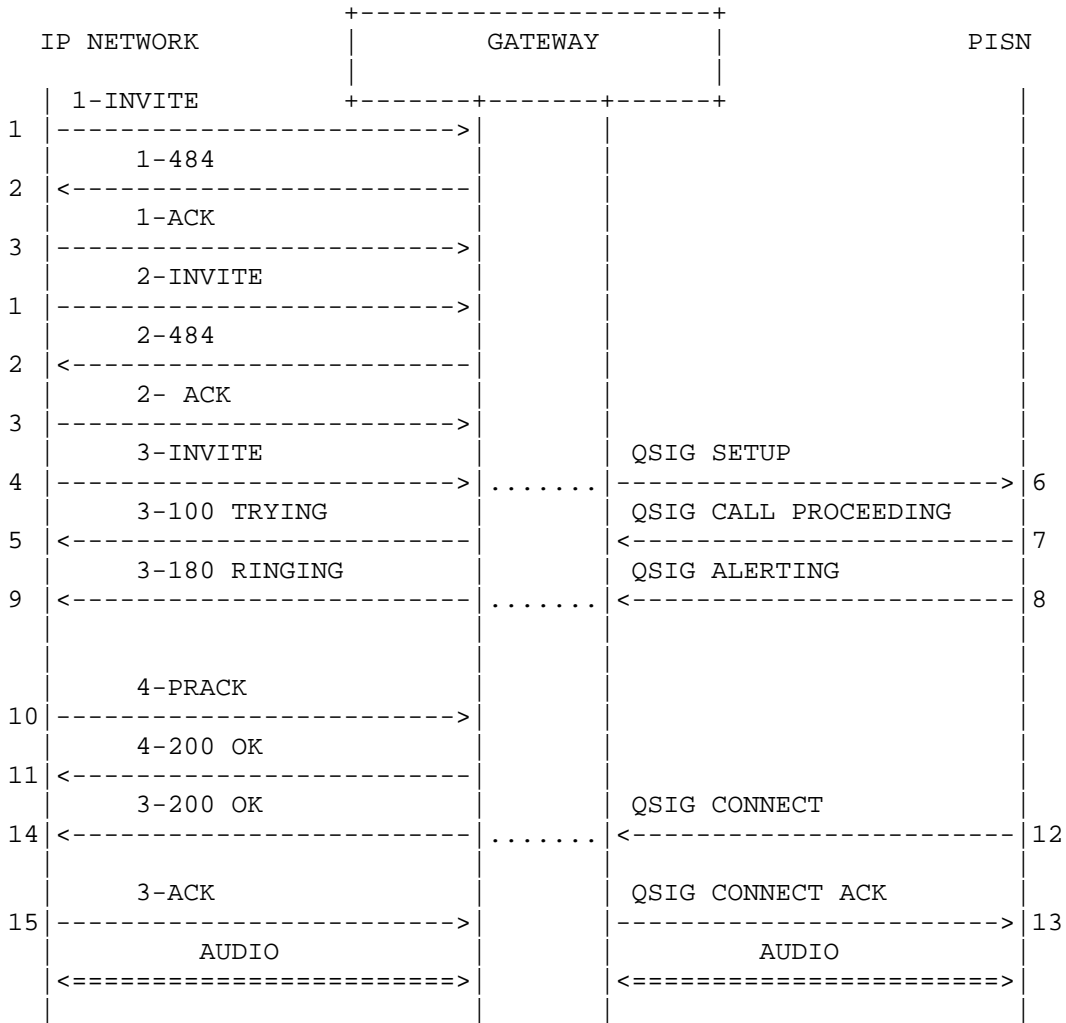 IP NETWORK GATEWAY PISN
1-INVITE
1
1-484
2
1-ACK
3
2-INVITE
1
2-484
2
2- ACK
3
3-INVITE QSIG SETUP
4 6
3-100 TRYING QSIG CALL PROCEEDING
5 7
3-180 RINGING QSIG ALERTING
9 8
4-PRACK
10
4-200 OK
11
3-200 OK QSIG CONNECT
14 12
3-ACK QSIG CONNECT ACK
15 13
AUDIO AUDIO